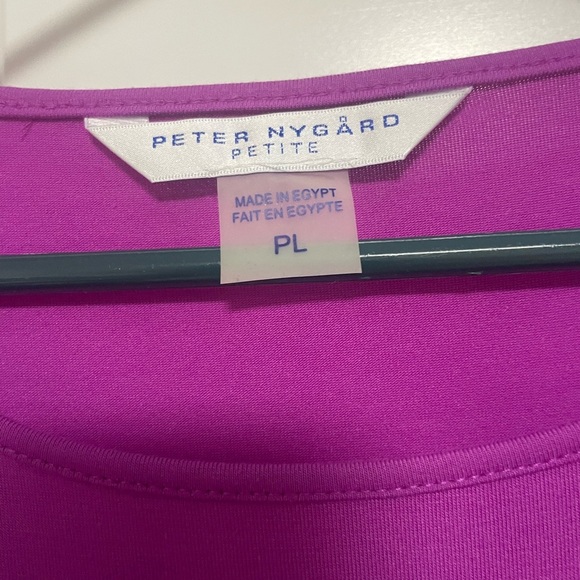 PETER NYGÅRD
PETITE
MADE IN EGYPT
FAIT EN EGYPTE
PL